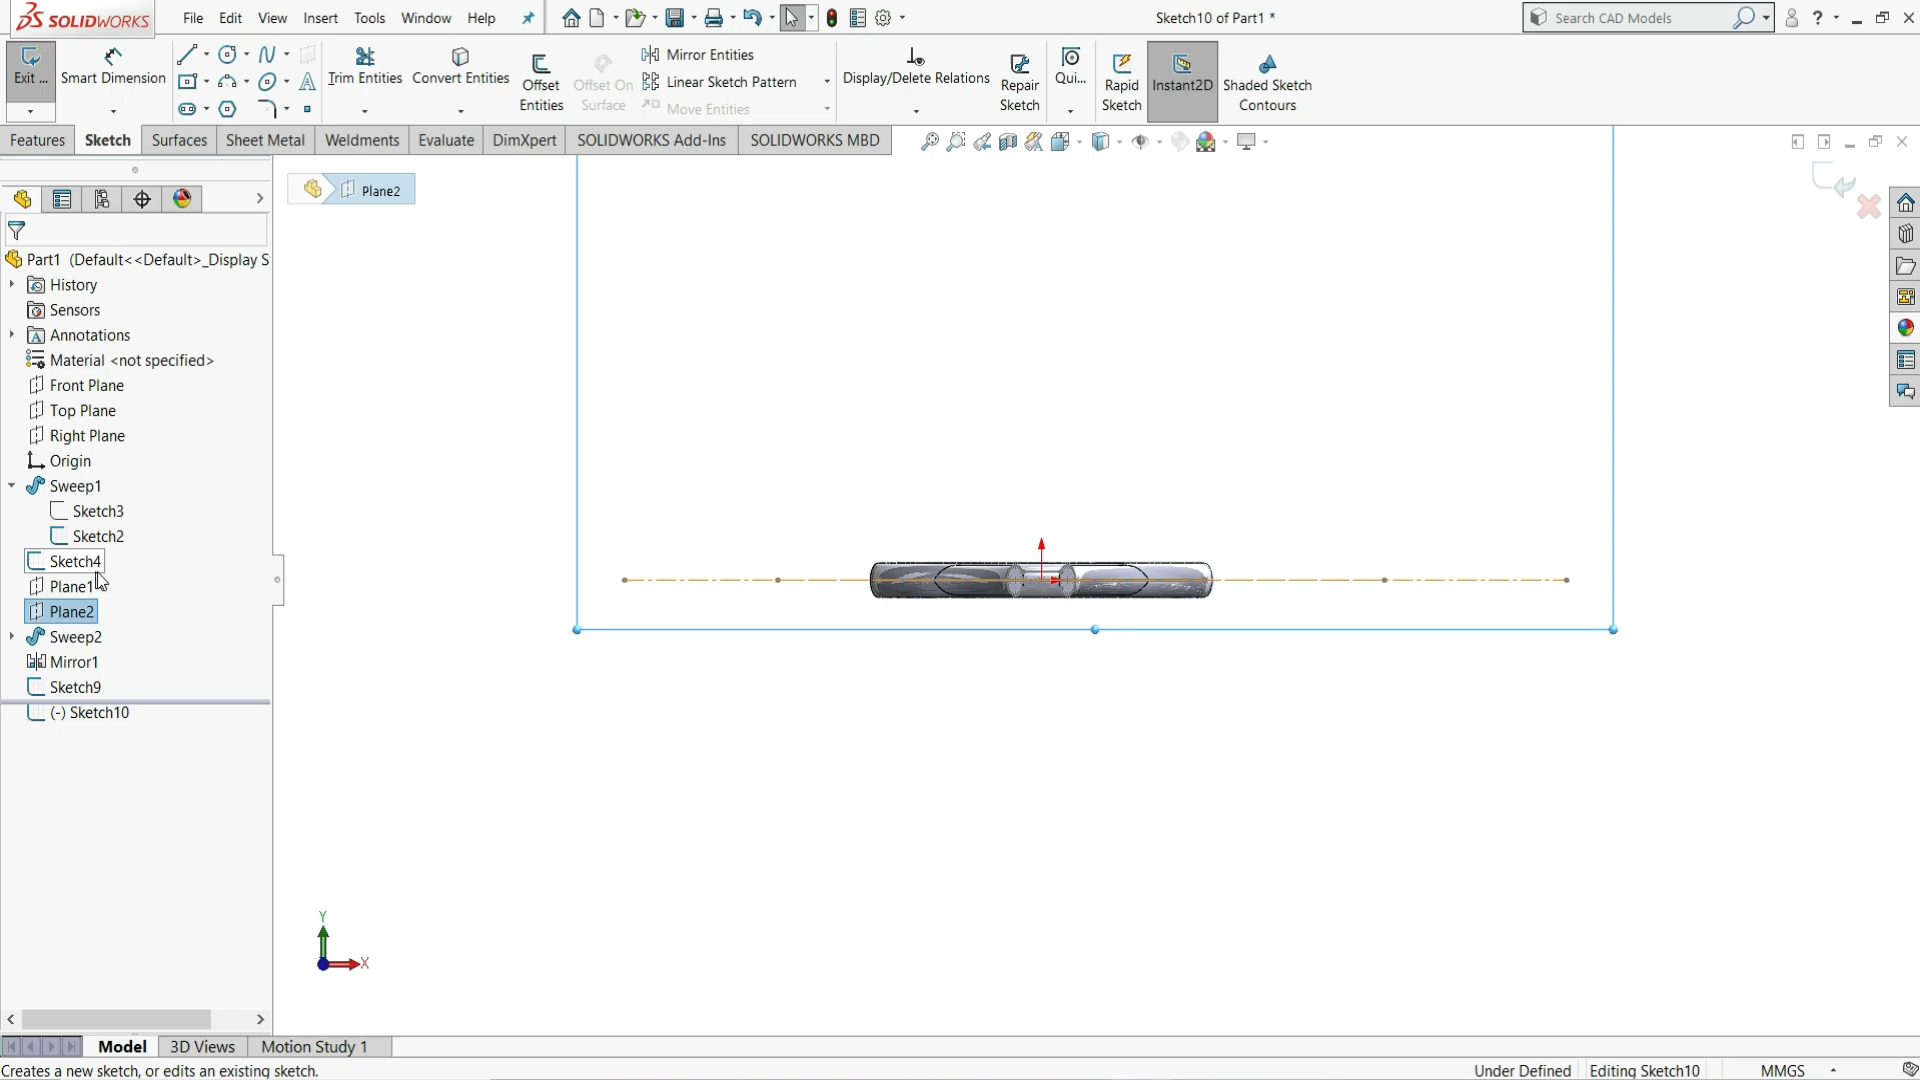 SOLIDWORKS File Edit View Insert Tools Window Help
Sketch10 of Part1 *
Search CAD Models
?
Exit ...
Smart Dimension
Trim Entities
Convert Entities
Offset Entities
Offset On Surface
Mirror Entities
Linear Sketch Pattern
Move Entities
Display/Delete Relations
Repair Sketch
Qui...
Rapid Sketch
Instant2D
Shaded Sketch Contours
Features Sketch Surfaces Sheet Metal Weldments Evaluate DimXpert SOLIDWORKS Add-Ins SOLIDWORKS MBD
Plane2
Part1 (Default<<Default>_Display S
History
Sensors
Annotations
Material <not specified>
Front Plane
Top Plane
Right Plane
Origin
Sweep1
Sketch3
Sketch2
Sketch4
Plane1
Plane2
Sweep2
Mirror1
Sketch9
(-) Sketch10
Y
X
Model 3D Views Motion Study 1
Creates a new sketch, or edits an existing sketch.
Under Defined Editing Sketch10 MMGS